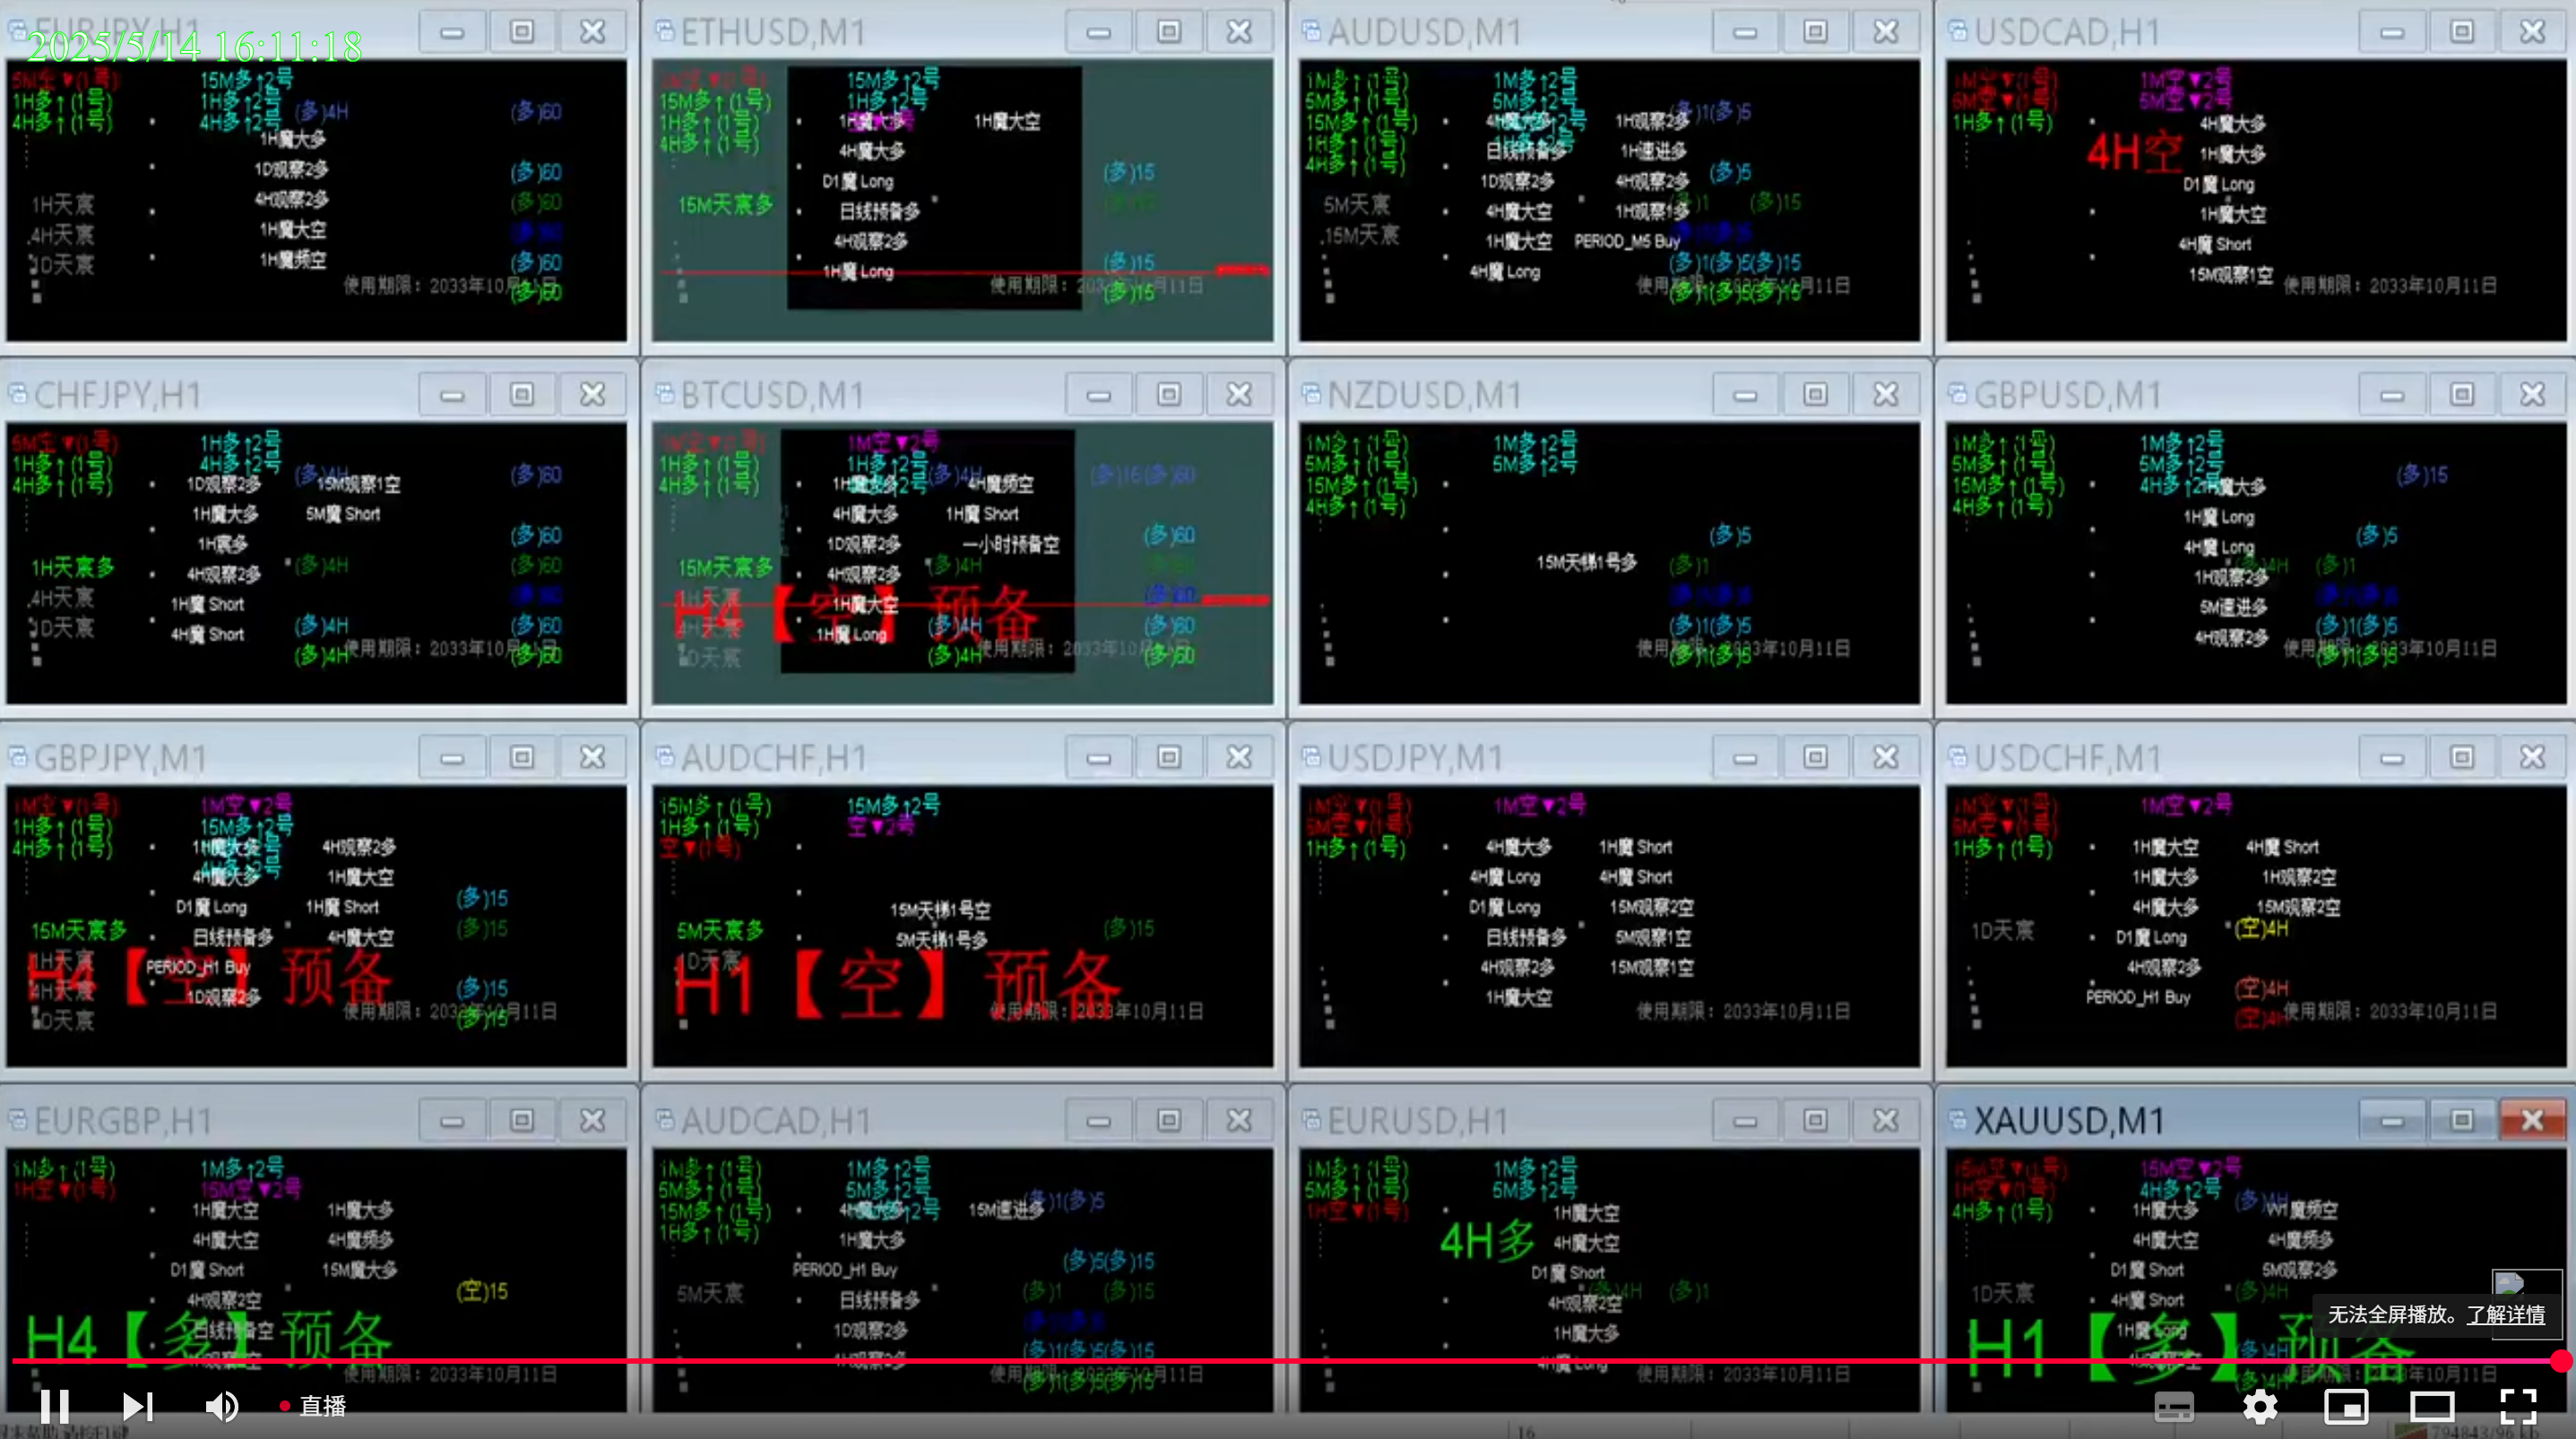 2025/5/14 16:11:18
EURJPY,H1
5M空▼(1号)
15M多↑2号
1H多↑(1号)
1H多↑2号
(多)4H
(多)60
4H多↑(1号)
4H多↑2号
1H魔大多
1D观察2多
(多)60
4H观察2多
1H天宸
(多)60
1H魔大空
4H天宸
1H魔频空
(多)60
1D天宸
使用期限：2033年10月11日
(多)60
ETHUSD,M1
15M多↑2号
15M多↑(1号)
1H多↑2号
1H多↑(1号)
1H魔大多
1H魔大空
4H多↑(1号)
4H魔大多
(多)15
D1魔 Long
15M天宸多
日线预备多
4H观察2多
(多)15
1H魔 Long
使用期限：2033年10月11日
(多)15
AUDUSD,M1
1M多↑(1号)
1M多↑2号
5M多↑(1号)
5M多↑2号
(多)1(多)5
15M多↑(1号)
4H魔大多
1H观察2多
1H多↑(1号)
日线预备多
1H速进多
4H多↑(1号)
1D观察2多
4H观察2多
(多)5
5M天宸
4H魔大空
1H观察1多
(多)1
(多)15
15M天宸
1H魔大空
PERIOD_M5 Buy
4H魔 Long
(多)1(多)5(多)15
使用期限：2033年10月11日
(多)1(多)5(多)15
USDCAD,H1
1M空▼(1号)
1M空▼2号
5M空▼(1号)
5M空▼2号
1H多↑(1号)
4H魔大多
4H空
1H魔大多
D1魔 Long
1H魔大空
4H魔 Short
15M观察1空
使用期限：2033年10月11日
CHFJPY,H1
5M空▼(1号)
1H多↑2号
1H多↑(1号)
4H多↑2号
(多)4H
(多)60
4H多↑(1号)
1D观察2多
15M观察1空
1H魔大多
5M魔 Short
1H宸多
(多)60
1H天宸多
4H观察2多
(多)4H
(多)60
4H天宸
1H魔 Short
1D天宸
4H魔 Short
(多)4H
(多)60
使用期限：2033年10月11日
(多)4H
(多)60
BTCUSD,M1
1M空▼2号
1H多↑(1号)
1H多↑2号
(多)4H
(多)15(多)60
4H多↑(1号)
1H魔大多
4H魔频空
4H魔大多
1H魔 Short
1D观察2多
一小时预备空
(多)60
15M天宸多
4H观察2多
(多)4H
1H天宸
1H魔大空
(多)60
H4【空】预备
4H天宸
1H魔 Long
(多)4H
(多)60
1D天宸
使用期限：2033年10月11日
(多)4H
(多)60
NZDUSD,M1
1M多↑(1号)
1M多↑2号
5M多↑(1号)
5M多↑2号
15M多↑(1号)
4H多↑(1号)
(多)5
15M天梯1号多
(多)1
(多)1(多)5
使用期限：2033年10月11日
(多)1(多)5
GBPUSD,M1
1M多↑(1号)
1M多↑2号
5M多↑(1号)
5M多↑2号
(多)15
15M多↑(1号)
4H多↑2号
1H魔大多
4H多↑(1号)
1H魔 Long
4H魔 Long
(多)5
(多)4H
(多)1
1H观察2多
5M速进多
(多)1(多)5
4H观察2多
使用期限：2033年10月11日
(多)1(多)5
GBPJPY,M1
1M空▼(1号)
1M空▼2号
1H多↑(1号)
15M多↑2号
4H多↑(1号)
1H魔大多
4H观察2多
4H多↑2号
4H魔大多
1H魔大空
D1魔 Long
1H魔 Short
(多)15
15M天宸多
日线预备多
4H魔大空
(多)15
1H天宸
PERIOD_H1 Buy
H4【空】预备
4H天宸
1D观察2多
(多)15
1D天宸
使用期限：2033年10月11日
(多)15
AUDCHF,H1
15M多↑(1号)
15M多↑2号
1H多↑(1号)
空▼2号
空▼(1号)
15M天梯1号空
5M天宸多
5M天梯1号多
(多)15
1D天宸
H1【空】预备
使用期限：2033年10月11日
USDJPY,M1
1M空▼(1号)
1M空▼2号
5M空▼(1号)
1H多↑(1号)
4H魔大多
1H魔 Short
4H魔 Long
4H魔 Short
D1魔 Long
15M观察2空
日线预备多
5M观察1空
4H观察2多
15M观察1空
1H魔大空
使用期限：2033年10月11日
USDCHF,M1
1M空▼(1号)
1M空▼2号
5M空▼(1号)
1H多↑(1号)
1H魔大空
4H魔 Short
1H魔大多
1H观察2空
4H魔大多
15M观察2空
1D天宸
D1魔 Long
(空)4H
4H观察2多
PERIOD_H1 Buy
(空)4H
使用期限：2033年10月11日
(空)4H
EURGBP,H1
1M多↑(1号)
1M多↑2号
1H空▼(1号)
15M空▼2号
1H魔大空
1H魔大多
4H魔大空
4H魔频多
D1魔 Short
15M魔大多
4H观察2空
(空)15
日线预备空
H4【多】预备
使用期限：2033年10月11日
AUDCAD,H1
1M多↑(1号)
1M多↑2号
5M多↑(1号)
5M多↑2号
(多)1(多)5
15M多↑(1号)
4H魔大多
15M速进多
1H多↑(1号)
1H魔大多
PERIOD_H1 Buy
(多)5(多)15
5M天宸
日线预备多
(多)1
(多)15
1D观察2多
(多)1(多)5(多)15
使用期限：2033年10月11日
(多)1(多)5(多)15
EURUSD,H1
1M多↑(1号)
1M多↑2号
5M多↑(1号)
5M多↑2号
1H空▼(1号)
1H魔大空
4H多
4H魔大空
D1魔 Short
(多)4H
(多)1
4H观察2空
1H魔大多
4H魔 Long
使用期限：2033年10月11日
XAUUSD,M1
15M空▼(1号)
15M空▼2号
1H空▼(1号)
4H多↑2号
(多)4H
4H多↑(1号)
1H魔大多
W1魔频空
4H魔大空
4H魔频多
D1魔 Short
5M观察2多
1D天宸
4H魔 Short
(多)4H
1H魔 Long
H1【多】预备
(多)4H
使用期限：2033年10月11日
(多)4H
无法全屏播放。了解详情
直播
16
794843/96 kb